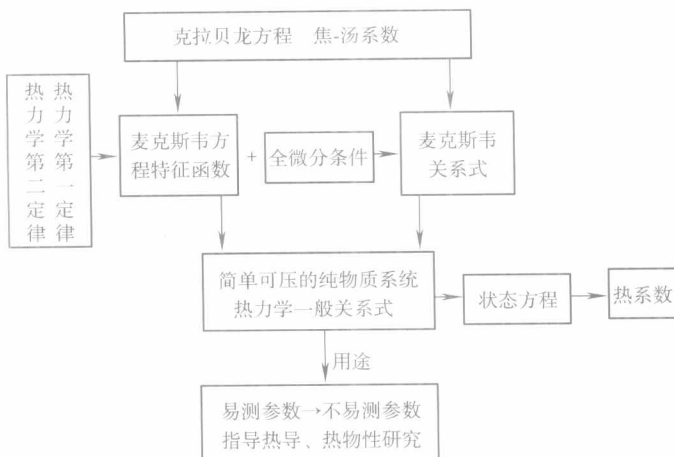 克拉贝龙方程 焦-汤系数
热力学第一定律
热力学第二定律
麦克斯韦方
程特征函数
+
全微分条件
麦克斯韦
关系式
简单可压的纯物质系统
热力学一般关系式
状态方程
热系数
用途
易测参数→不易测参数
指导热导、热物性研究